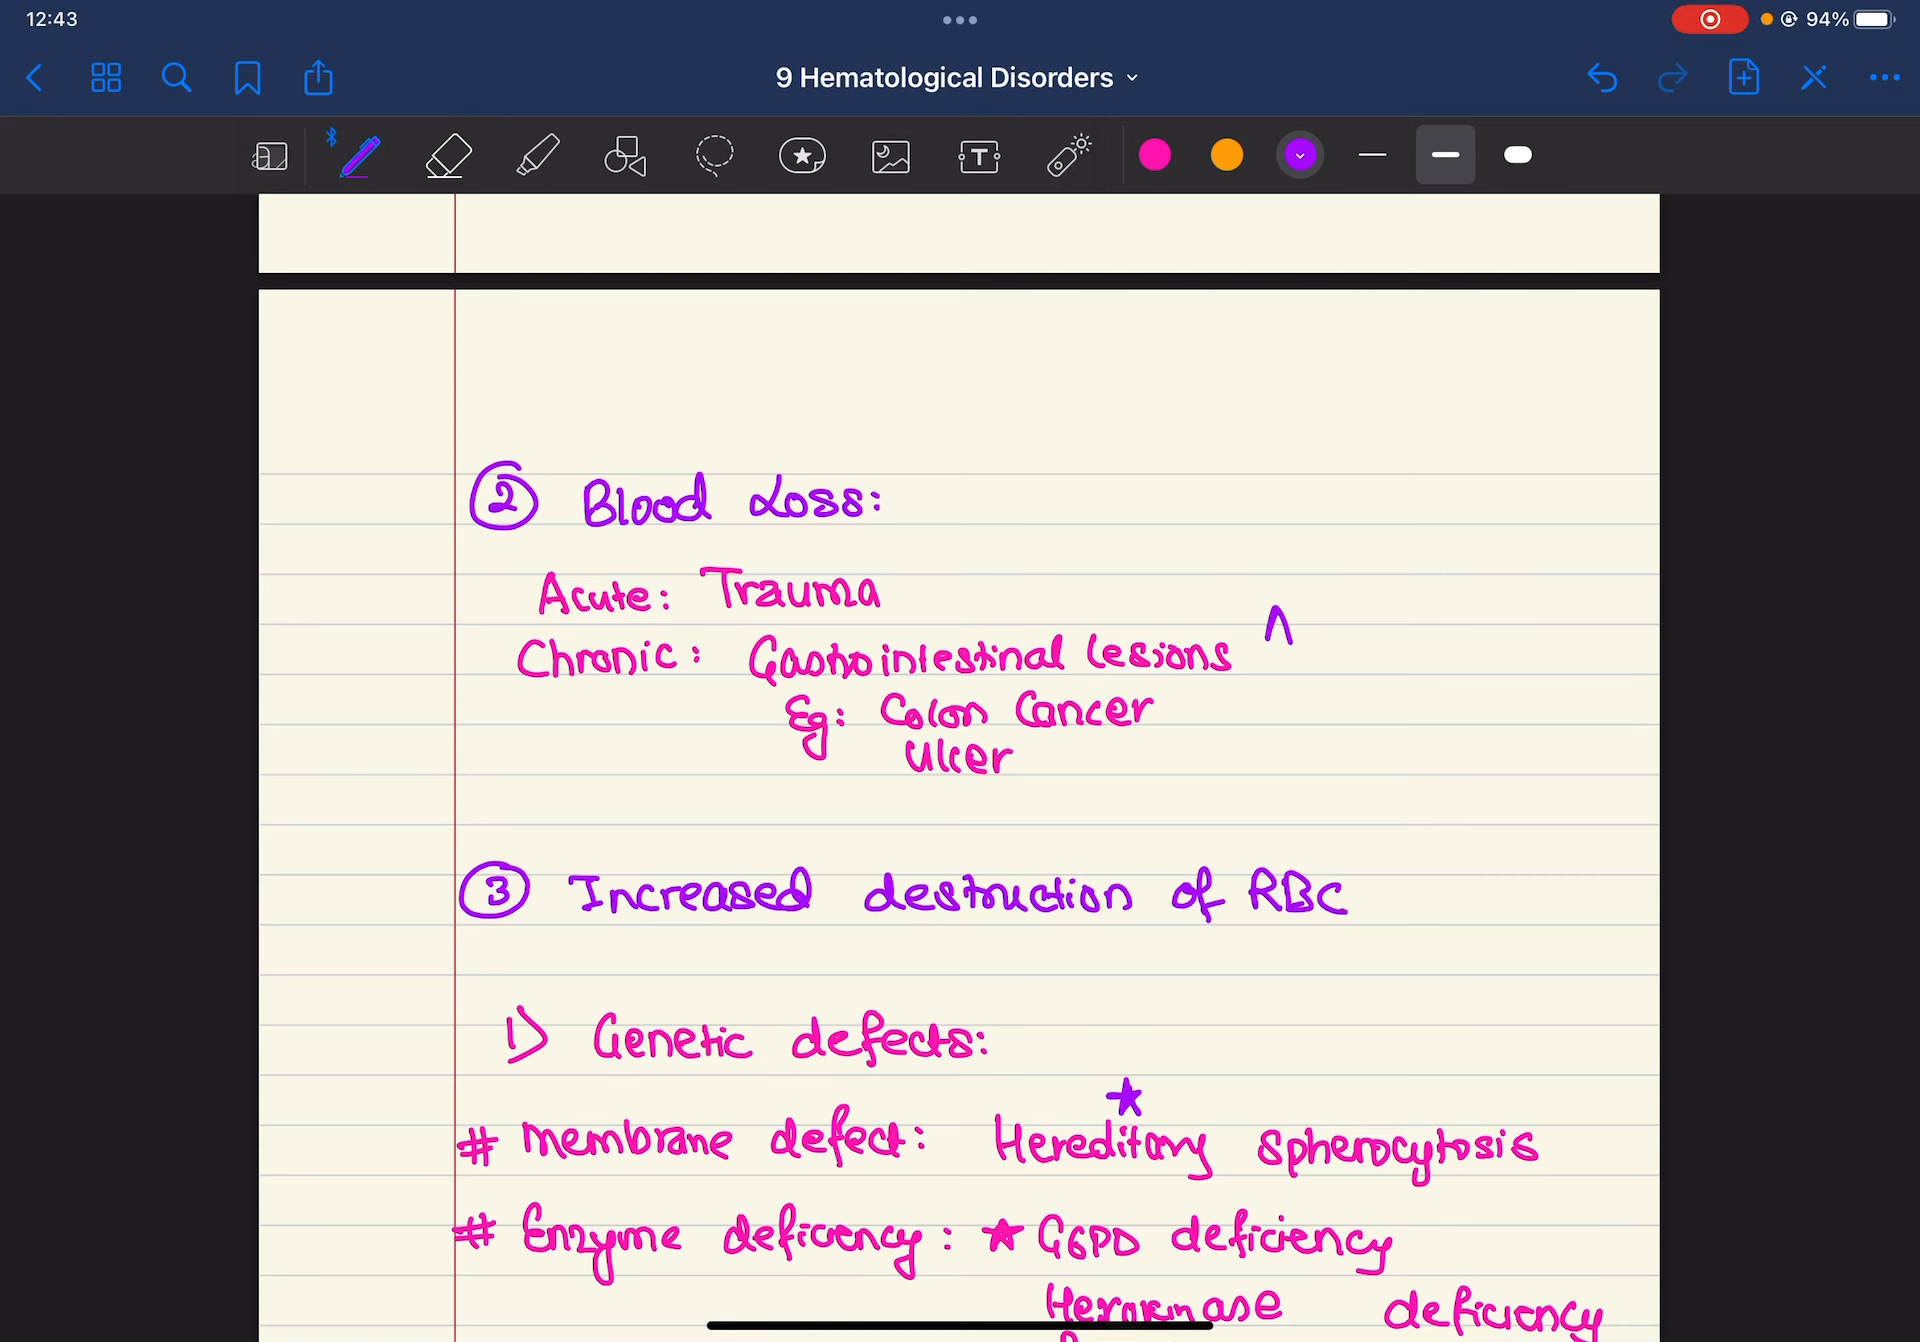 12:43
94%
9 Hematological Disorders
T
2 Blood Loss:
Acute: Trauma
Chronic: Gastrointestinal Lesions ^
Eg: Colon Cancer
Ulcer
3 Increased destruction of RBC
1) Genetic defects:
# Membrane defect: Hereditary Spherocytosis
# Enzyme deficiency: ★ G6PD deficiency
deficiency